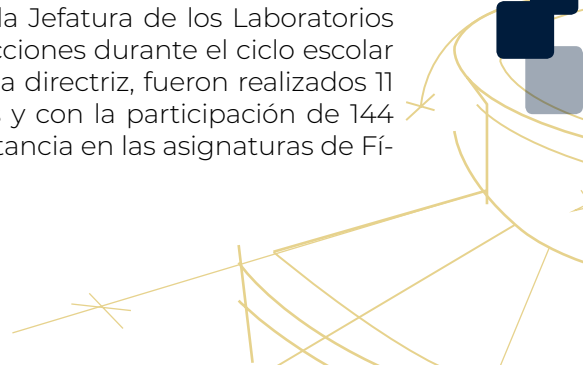 la Jefatura de los Laboratorios
cciones durante el ciclo escolar
a directriz, fueron realizados 11
y con la participación de 144
tancia en las asignaturas de Fí-